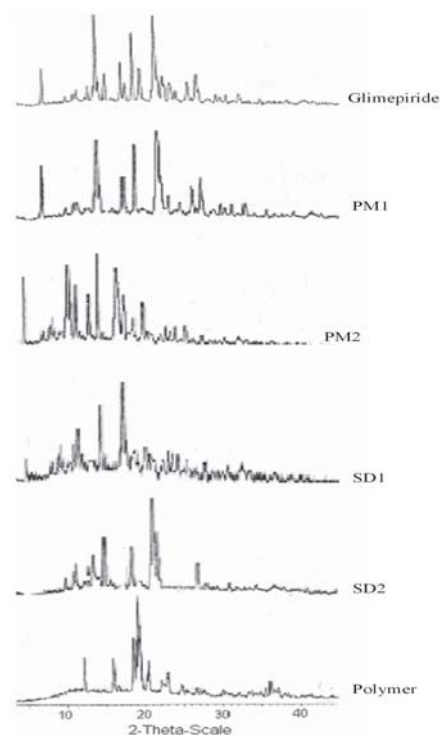 Glimepiride
PM1
PM2
SD1
SD2
Polymer
10 20 30 40
2-Theta-Scale